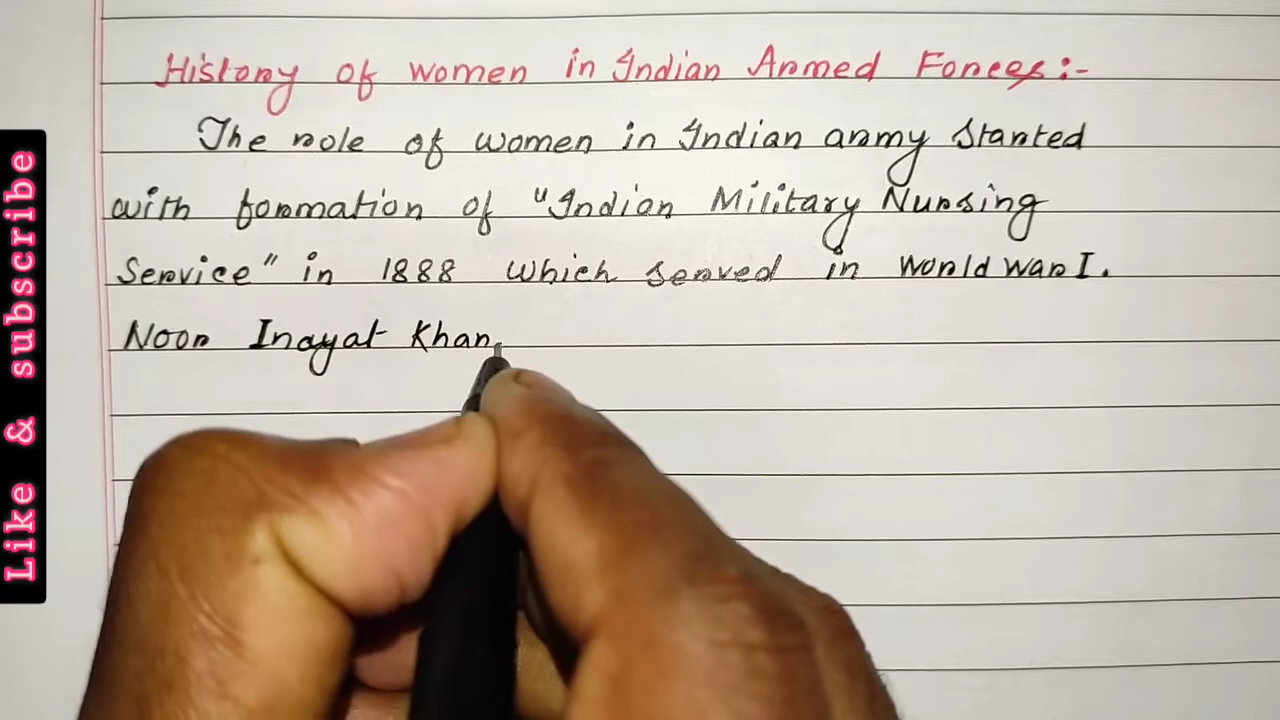 History of women in Indian Armed Forces :-
The role of women in Indian army started
with formation of "Indian Military Nursing
Service" in 1888 which served in World War I.
Noor Inayat Khan,
Like & subscribe